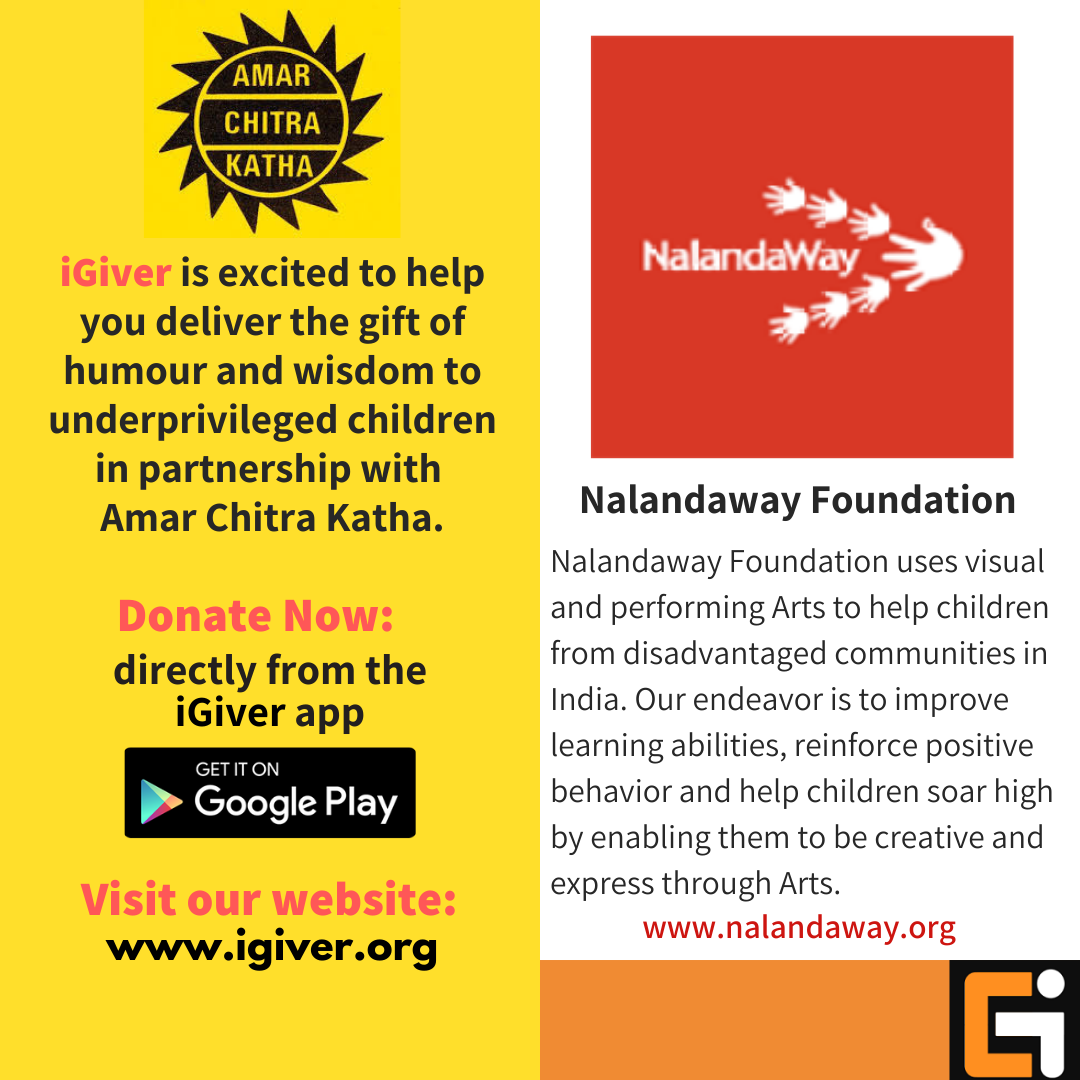 AMAR
CHITRA
KATHA
iGiver is excited to help
you deliver the gift of
humour and wisdom to
underprivileged children
in partnership with
Amar Chitra Katha.
Donate Now:
directly from the
iGiver app
GET IT ON
Google Play
Visit our website:
www.igiver.org
NalandaWay
Nalandaway Foundation
Nalandaway Foundation uses visual
and performing Arts to help children
from disadvantaged communities in
India. Our endeavor is to improve
learning abilities, reinforce positive
behavior and help children soar high
by enabling them to be creative and
express through Arts.
www.nalandaway.org